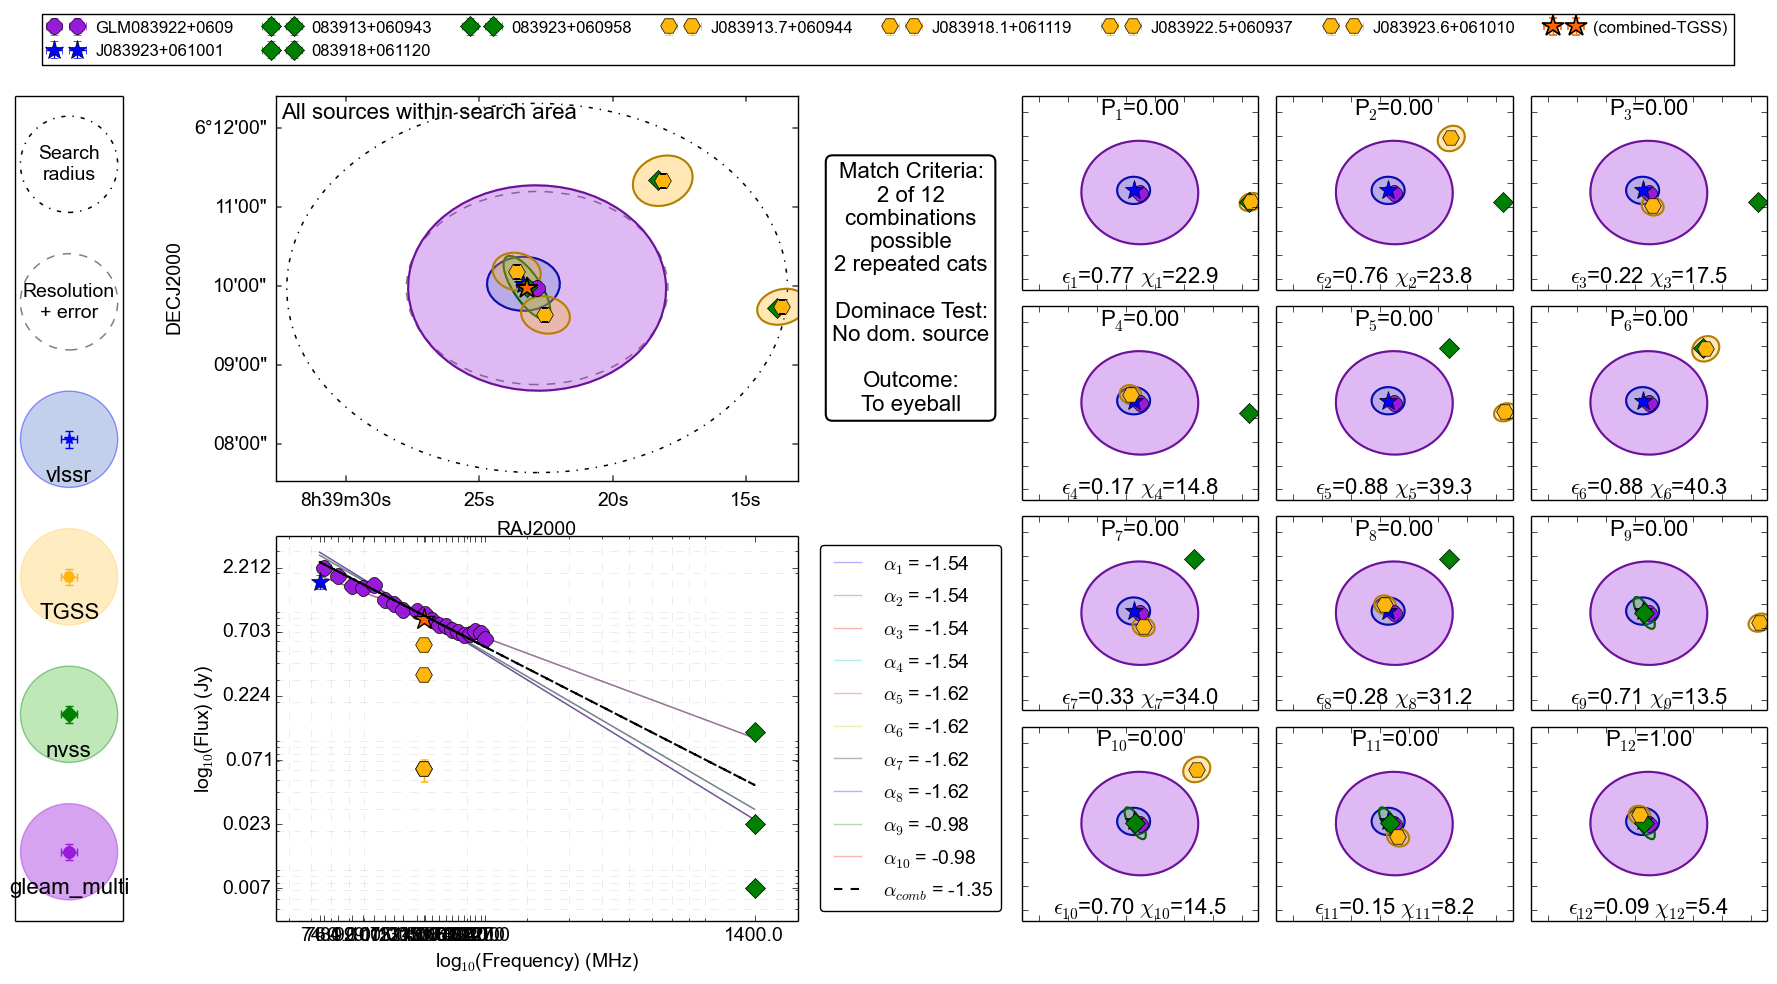 GLM083922+0609 083913+060943 083923+060958 J083913.7+060944 J083918.1+061119 J083922.5+060937 J083923.6+061010 (combined-TGSS)
J083923+061001 083918+061120
Search
radius
Resolution
+ error
vlssr
TGSS
nvss
gleam_multi
All sources within search area
6°12'00"
11'00"
10'00"
09'00"
08'00"
DECJ2000
8h39m30s 25s 20s 15s
RAJ2000
Match Criteria:
2 of 12
combinations
possible
2 repeated cats
Dominace Test:
No dom. source
Outcome:
To eyeball
2.212
0.703
0.224
0.071
0.023
0.007
log10(Flux) (Jy)
1400.0
log10(Frequency) (MHz)
α1 = -1.54
α2 = -1.54
α3 = -1.54
α4 = -1.54
α5 = -1.62
α6 = -1.62
α7 = -1.62
α8 = -1.62
α9 = -0.98
α10 = -0.98
αcomb = -1.35
P1=0.00 P2=0.00 P3=0.00
ϵ1=0.77 χ1=22.9 ϵ2=0.76 χ2=23.8 ϵ3=0.22 χ3=17.5
P4=0.00 P5=0.00 P6=0.00
ϵ4=0.17 χ4=14.8 ϵ5=0.88 χ5=39.3 ϵ6=0.88 χ6=40.3
P7=0.00 P8=0.00 P9=0.00
ϵ7=0.33 χ7=34.0 ϵ8=0.28 χ8=31.2 ϵ9=0.71 χ9=13.5
P10=0.00 P11=0.00 P12=1.00
ϵ10=0.70 χ10=14.5 ϵ11=0.15 χ11=8.2 ϵ12=0.09 χ12=5.4